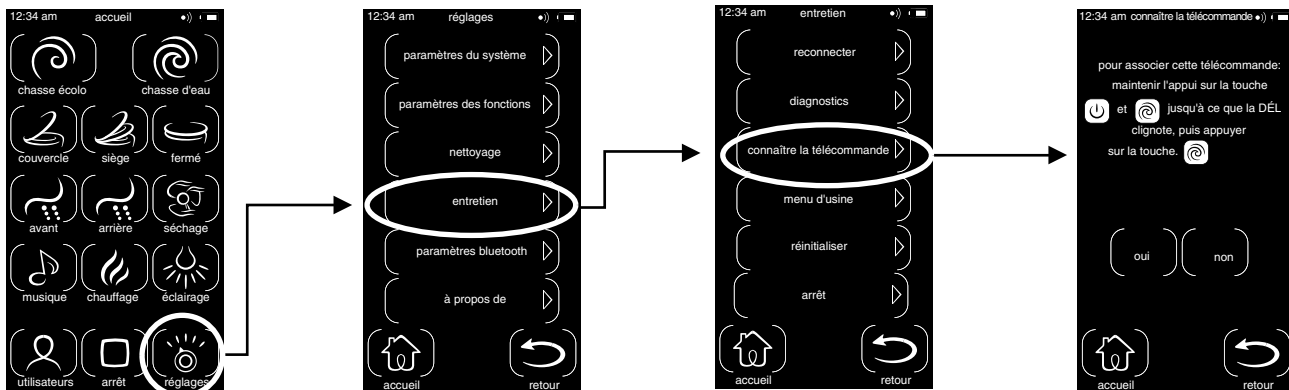 12:34 am accueil
chasse écolo chasse d'eau
couvercle siège fermé
avant arrière séchage
musique chauffage éclairage
utilisateurs arrêt réglages
12:34 am réglages
paramètres du système
paramètres des fonctions
nettoyage
entretien
paramètres bluetooth
à propos de
accueil retour
12:34 am entretien
reconnecter
diagnostics
connaître la télécommande
menu d'usine
réinitialiser
arrêt
accueil retour
12:34 am connaître la télécommande
pour associer cette télécommande:
maintenir l'appui sur la touche
et jusqu'à ce que la DÉL
clignote, puis appuyer
sur la touche.
oui non
accueil retour